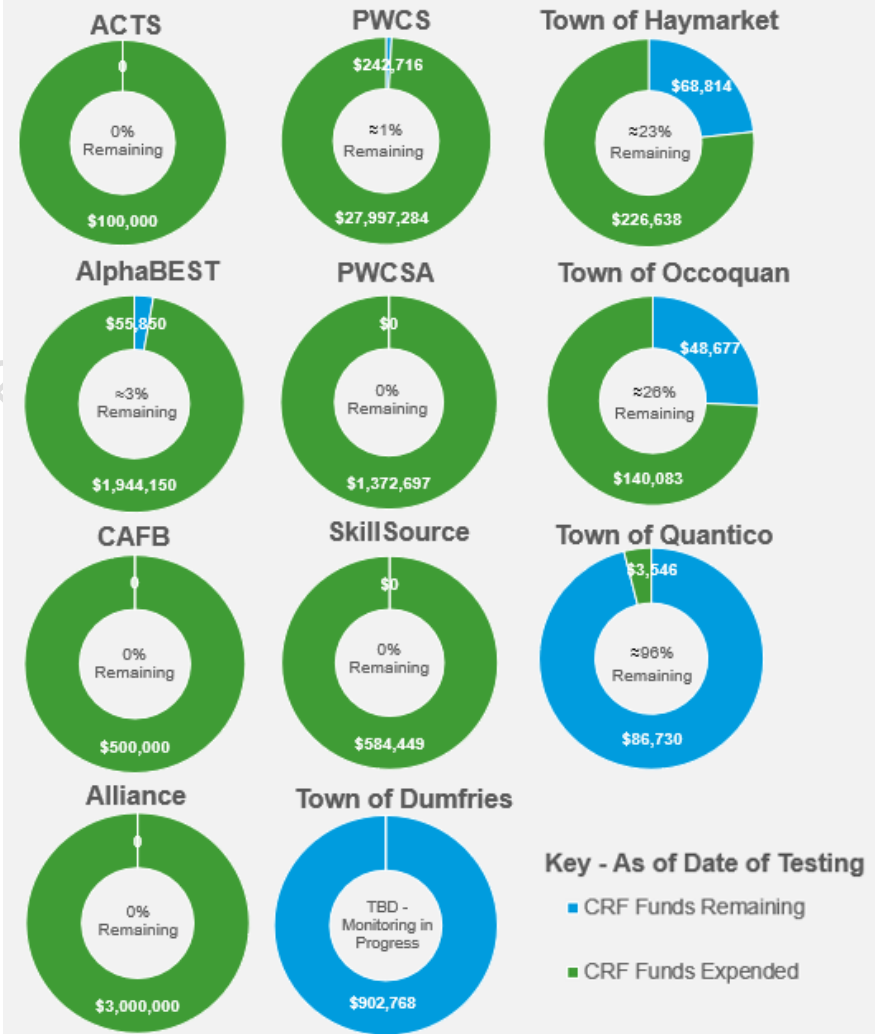 ACTS
0
0%
Remaining
$100,000
PWCS
$242,716
≈1%
Remaining
$27,997,284
Town of Haymarket
$68,814
≈23%
Remaining
$226,638
AlphaBEST
$55,850
≈3%
Remaining
$1,944,150
PWCSA
$0
0%
Remaining
$1,372,697
Town of Occoquan
$48,677
≈26%
Remaining
$140,083
CAFB
0
0%
Remaining
$500,000
SkillSource
$0
0%
Remaining
$584,449
Town of Quantico
$3,546
≈96%
Remaining
$86,730
Alliance
0
0%
Remaining
$3,000,000
Town of Dumfries
TBD -
Monitoring in
Progress
$902,768
Key - As of Date of Testing
CRF Funds Remaining
CRF Funds Expended